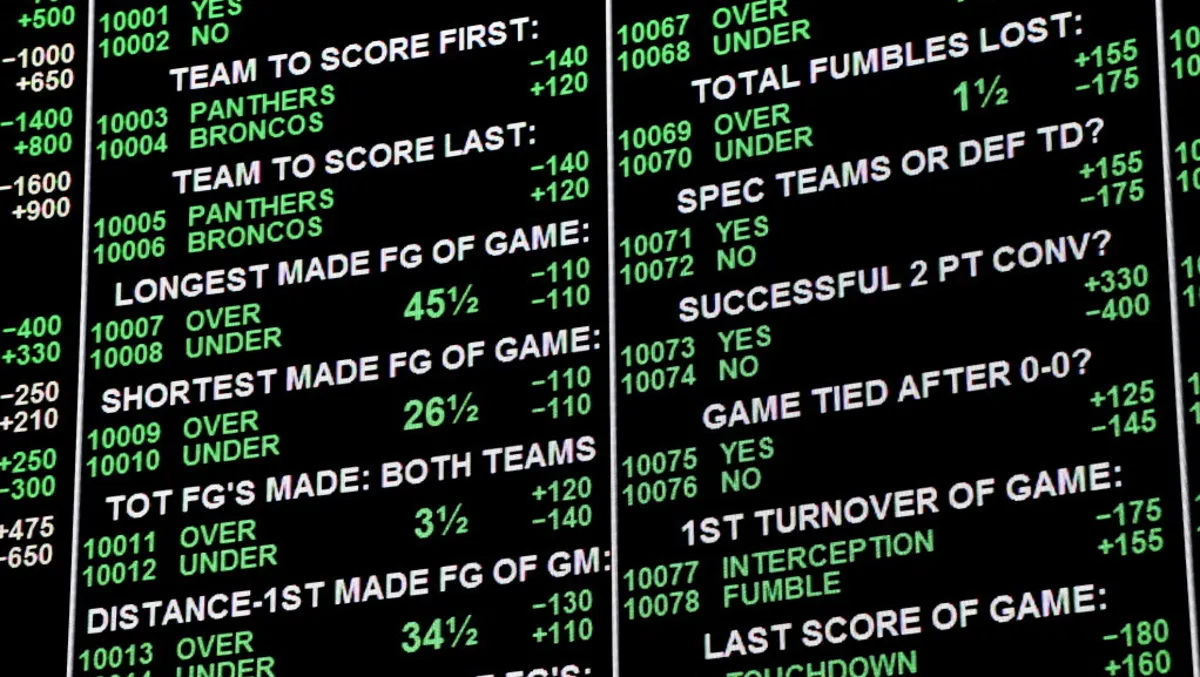 +500
-1000
+650
-1400
+800
-1600
+900
-400
+330
-250
+210
+250
-300
+475
-650
10001 YES
10002 NO
TEAM TO SCORE FIRST:
10003 PANTHERS -140
10004 BRONCOS +120
TEAM TO SCORE LAST:
10005 PANTHERS -140
10006 BRONCOS +120
LONGEST MADE FG OF GAME:
10007 OVER 45½ -110
10008 UNDER -110
SHORTEST MADE FG OF GAME:
10009 OVER 26½ -110
10010 UNDER -110
TOT FG'S MADE: BOTH TEAMS
10011 OVER 3½ +120
10012 UNDER -140
DISTANCE-1ST MADE FG OF GM:
10013 OVER 34½ -130
UNDER +110
FG'S:
10067 OVER
10068 UNDER
TOTAL FUMBLES LOST:
10069 OVER 1½ +155
10070 UNDER -175
SPEC TEAMS OR DEF TD?
10071 YES +155
10072 NO -175
SUCCESSFUL 2 PT CONV?
10073 YES +330
10074 NO -400
GAME TIED AFTER 0-0?
10075 YES +125
10076 NO -145
1ST TURNOVER OF GAME:
10077 INTERCEPTION -175
10078 FUMBLE +155
LAST SCORE OF GAME:
TOUCHDOWN -180
+160